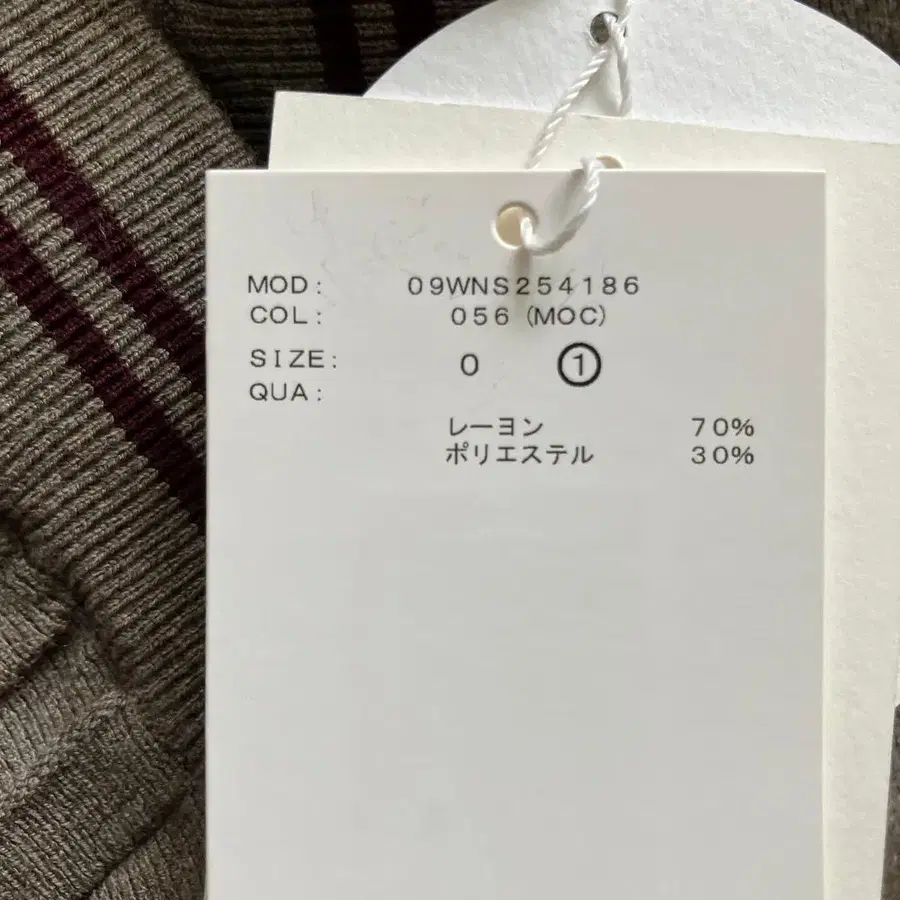 MOD: 09WNS254186
COL: 056 (MOC)
SIZE: 0 ①
QUA:
レーヨン 70%
ポリエステル 30%